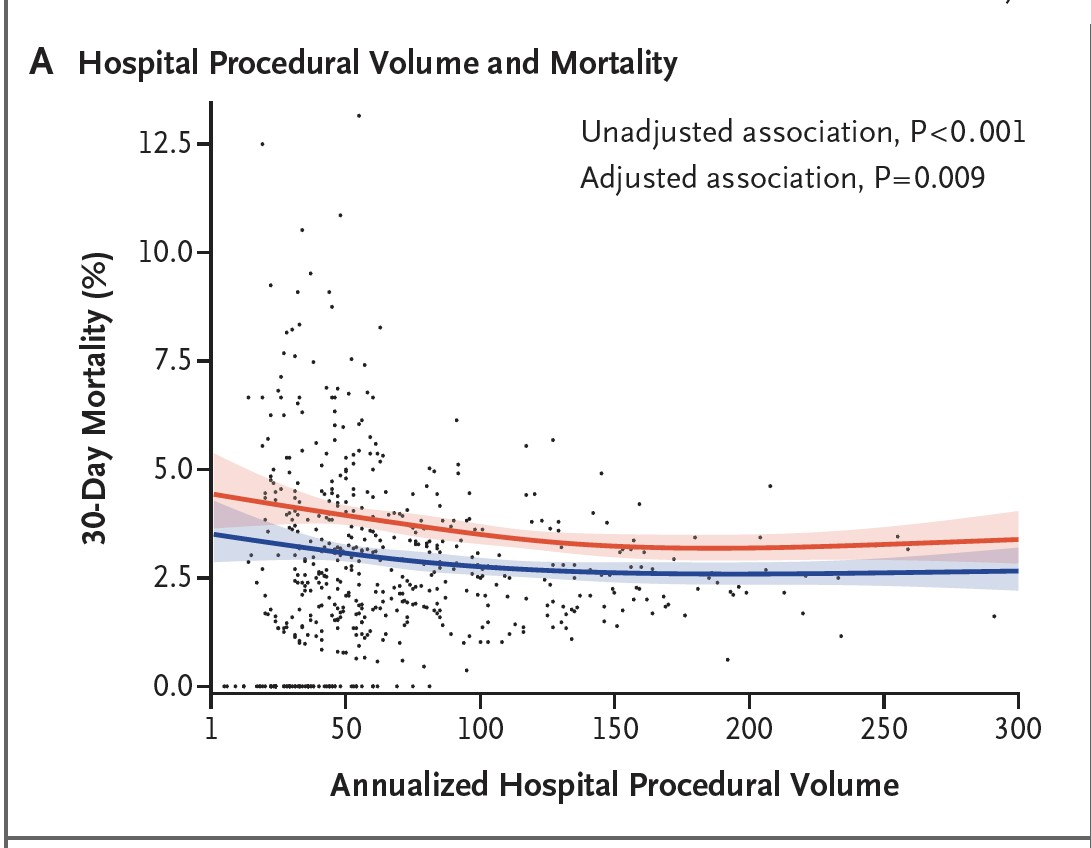 A Hospital Procedural Volume and Mortality
Unadjusted association, P<0.001
Adjusted association, P=0.009
30-Day Mortality (%)
12.5
10.0
7.5
5.0
2.5
0.0
1 50 100 150 200 250 300
Annualized Hospital Procedural Volume